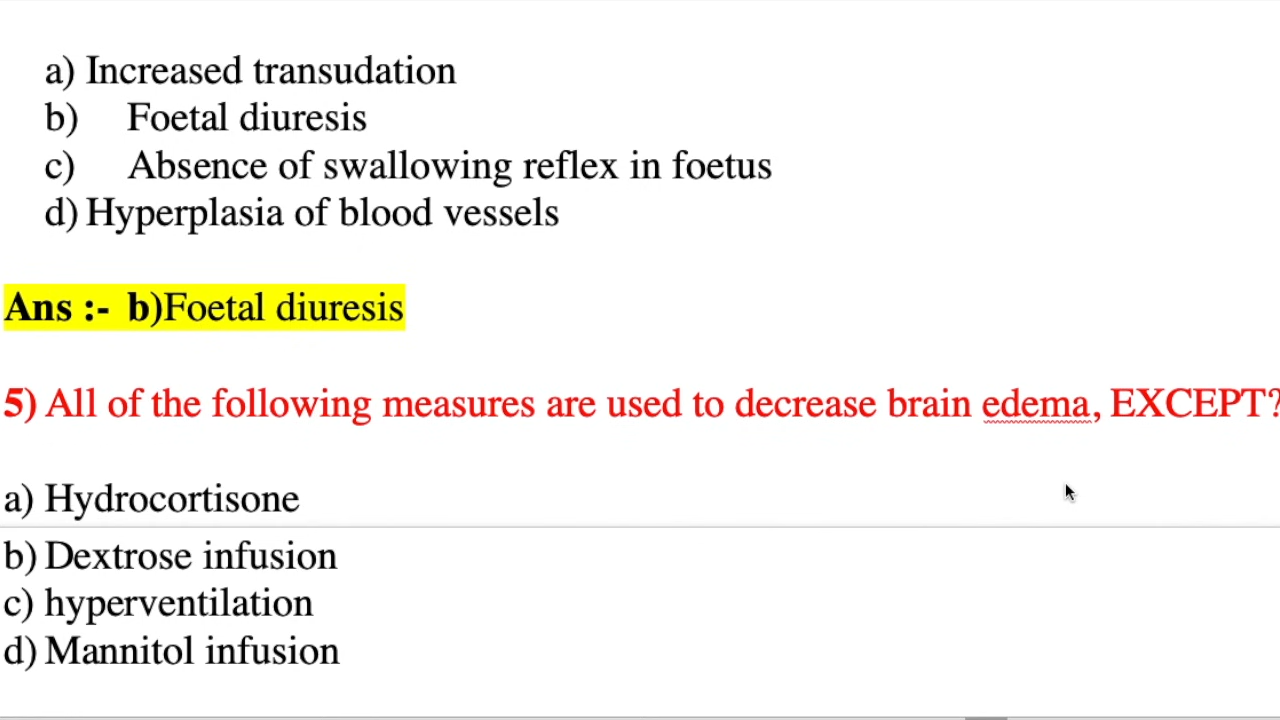 a) Increased transudation
b) Foetal diuresis
c) Absence of swallowing reflex in foetus
d) Hyperplasia of blood vessels
Ans :- b)Foetal diuresis
5) All of the following measures are used to decrease brain edema, EXCEPT?
a) Hydrocortisone
b) Dextrose infusion
c) hyperventilation
d) Mannitol infusion